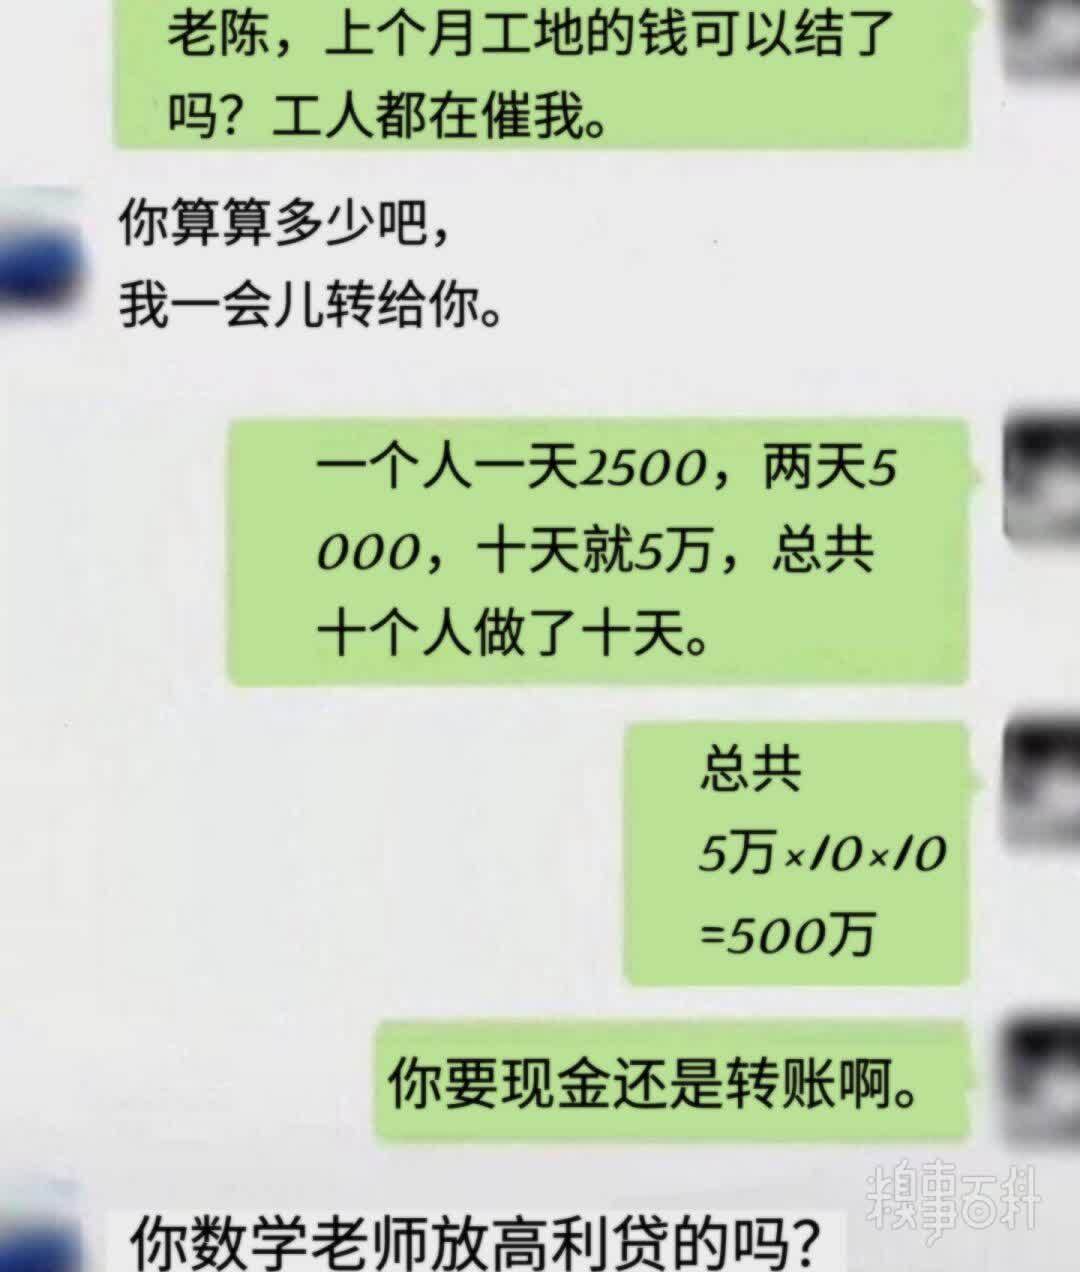 老陈，上个月工地的钱可以结了
吗？工人都在催我。
你算算多少吧，
我一会儿转给你。
一个人一天2500，两天5
000，十天就5万，总共
十个人做了十天。
总共
5万×10×10
=500万
你要现金还是转账啊。
糗事百科
你数学老师放高利贷的吗？